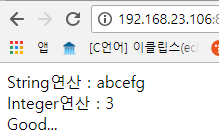 192.168.23.106:8
앱
[C언어] 이클립스(ec
String연산 : abcefg
Integer연산 : 3
Good...